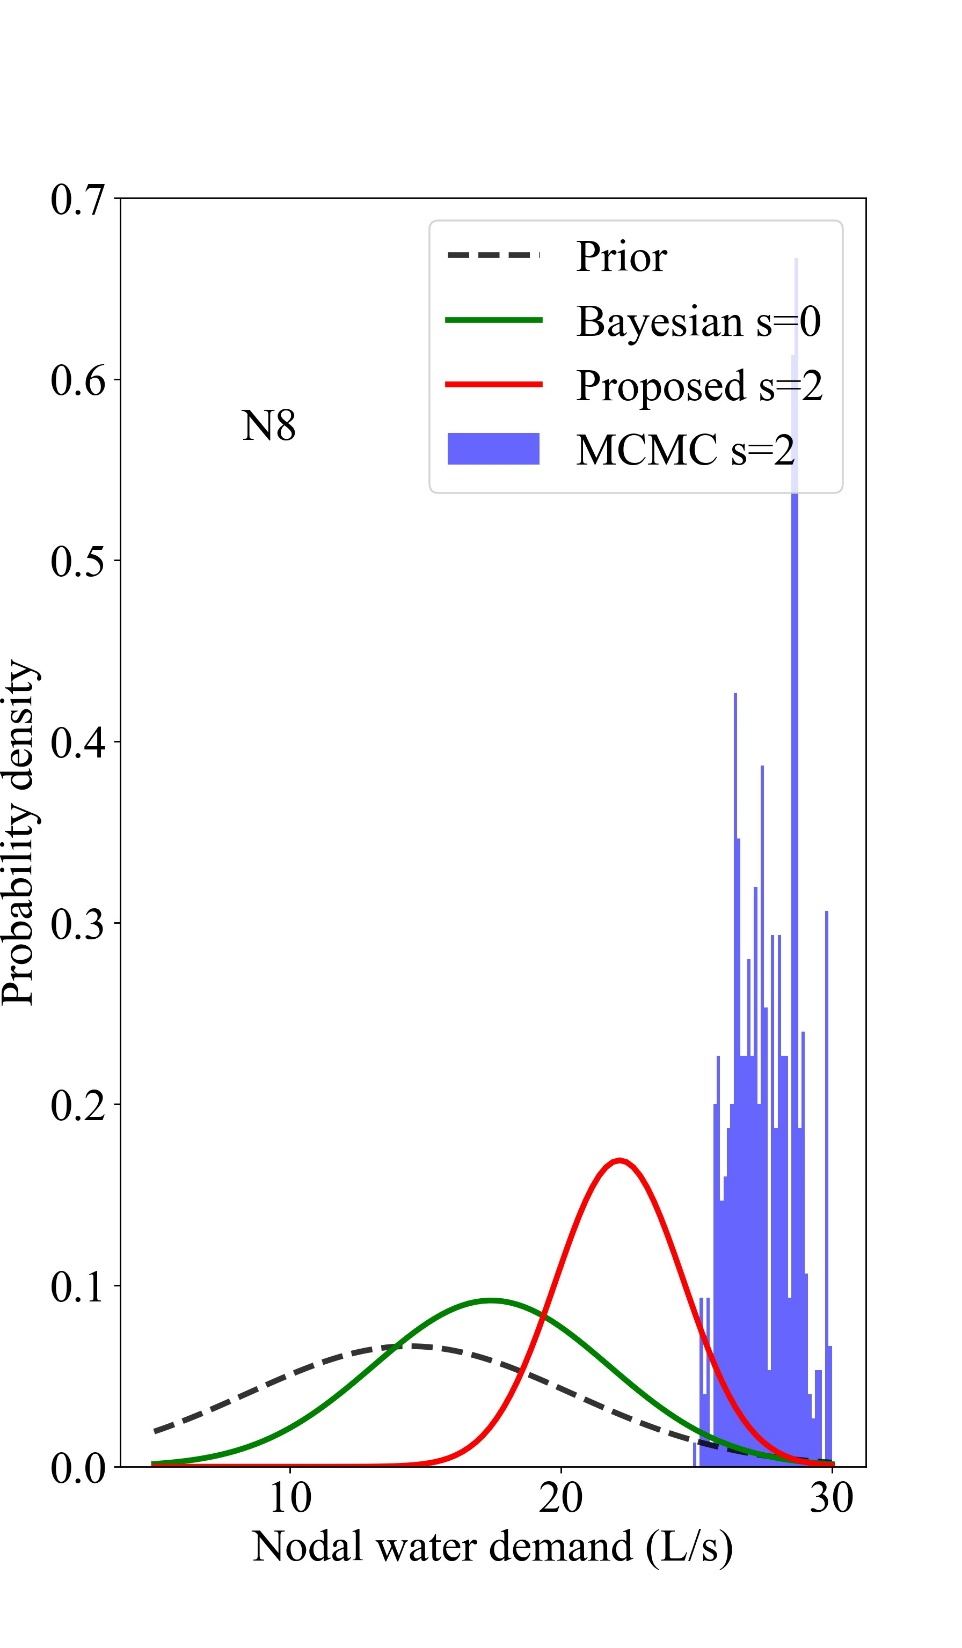 0.7
0.6
0.5
0.4
0.3
0.2
0.1
0.0
Probability density
Prior
Bayesian s=0
Proposed s=2
MCMC s=2
N8
10 20 30
Nodal water demand (L/s)